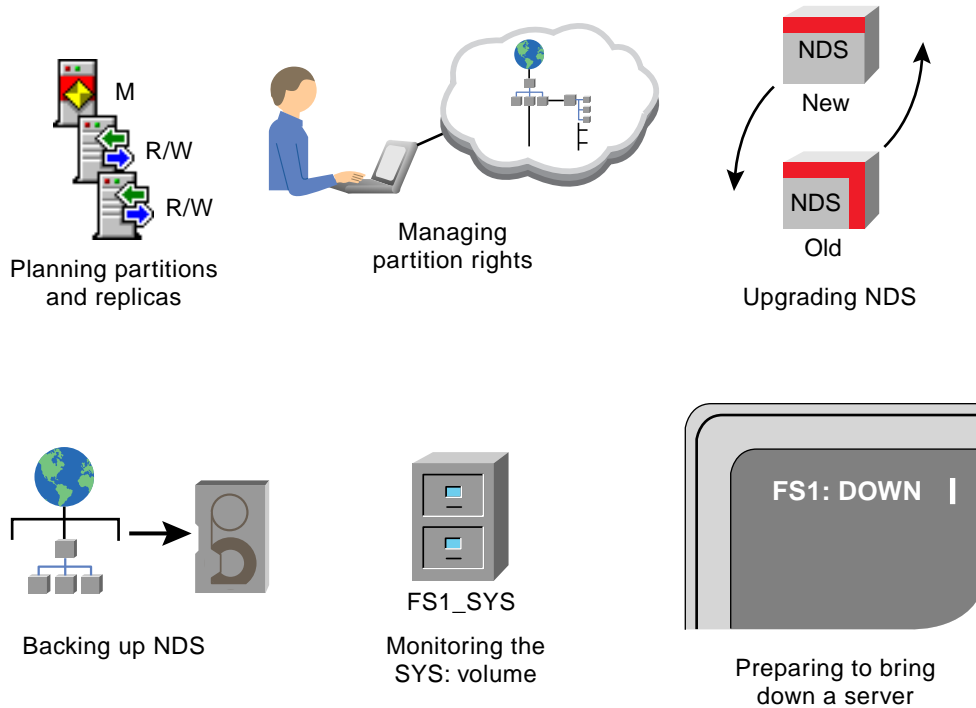 M
R/W
R/W
Planning partitions
and replicas
Managing
partition rights
NDS
New
NDS
Old
Upgrading NDS
Backing up NDS
FS1_SYS
Monitoring the
SYS: volume
FS1: DOWN
Preparing to bring
down a server